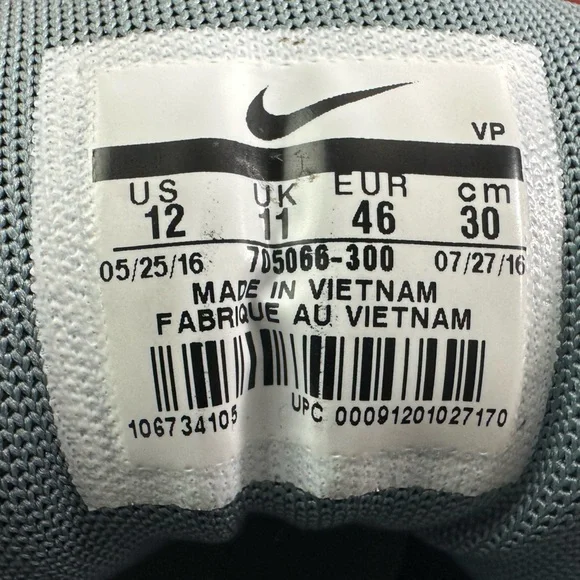 VP
US UK EUR cm
12 11 46 30
05/25/16 705066-300 07/27/16
MADE IN VIETNAM
FABRIQUE AU VIETNAM
106734105 UPC 00091201027170